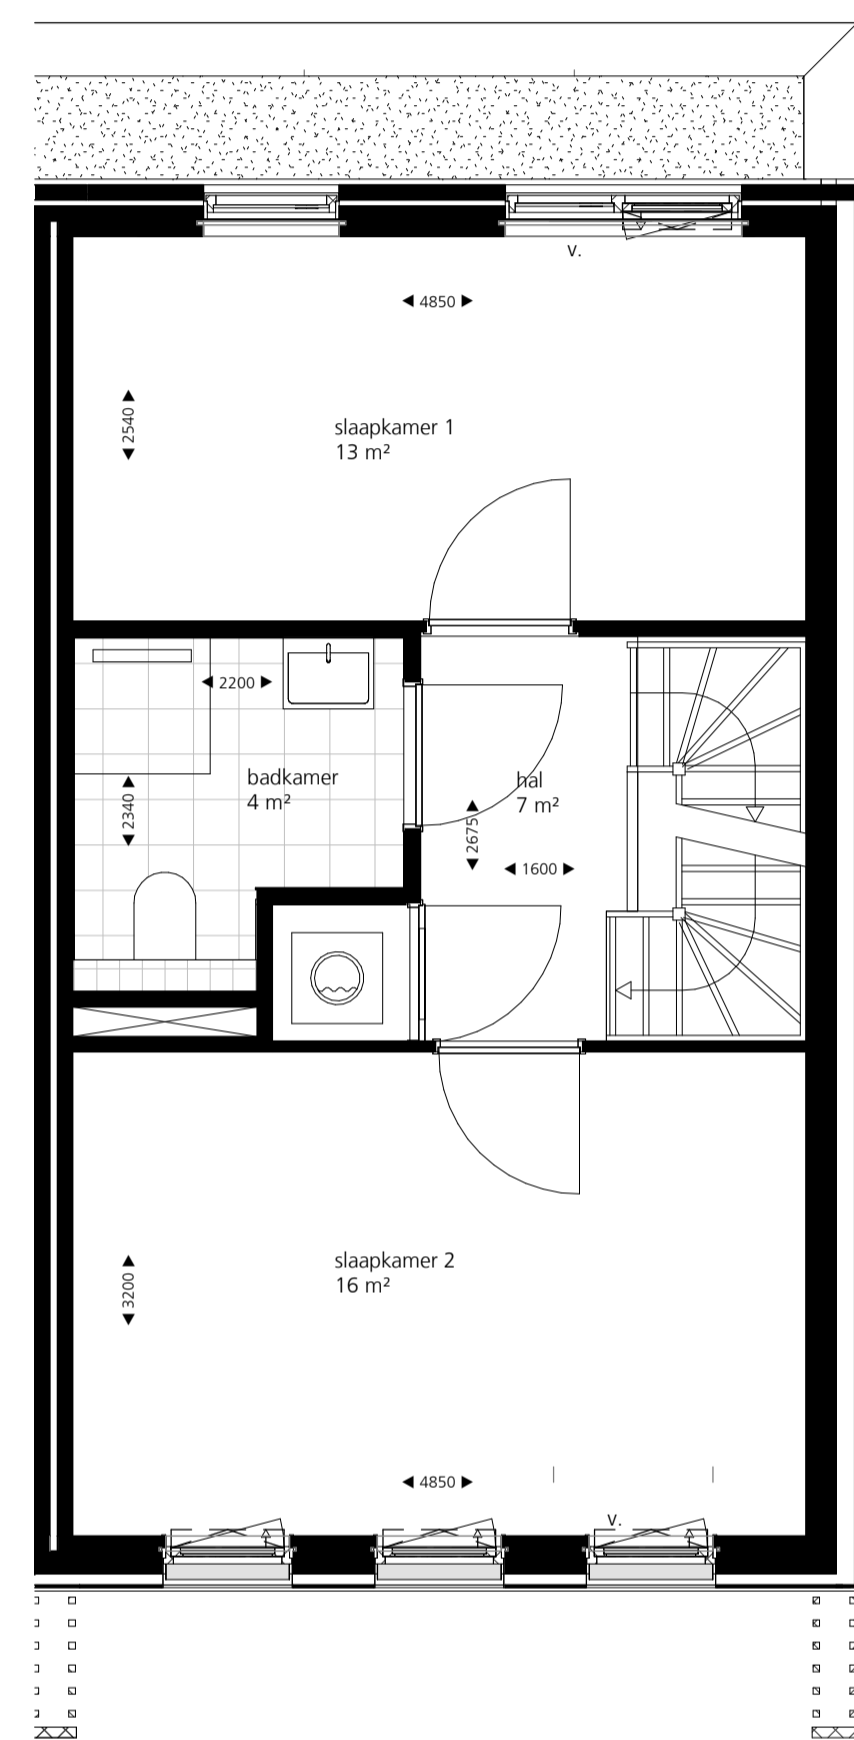 v.
4850
2540
slaapkamer 1
13 m²
2200
badkamer
4 m²
2340
hal
7 m²
2675
1600
slaapkamer 2
16 m²
3200
4850
v.